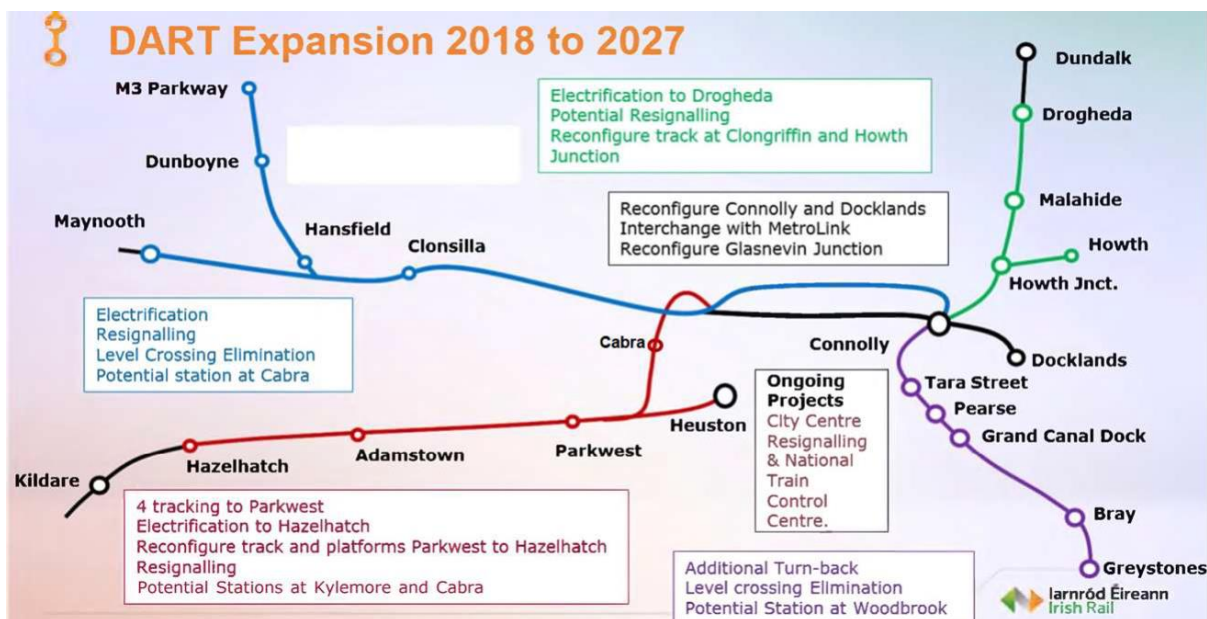 DART Expansion 2018 to 2027
M3 Parkway
Dunboyne
Maynooth
Hansfield
Clonsilla
Electrification to Drogheda
Potential Resignalling
Reconfigure track at Clongriffin and Howth
Junction
Dundalk
Drogheda
Malahide
Howth
Howth Jnct.
Reconfigure Connolly and Docklands
Interchange with MetroLink
Reconfigure Glasnevin Junction
Electrification
Resignalling
Level Crossing Elimination
Potential station at Cabra
Cabra
Connolly
Docklands
Tara Street
Pearse
Grand Canal Dock
Bray
Greystones
Heuston
Parkwest
Adamstown
Hazelhatch
Kildare
Ongoing
Projects
City Centre
Resignalling
& National
Train
Control
Centre.
4 tracking to Parkwest
Electrification to Hazelhatch
Reconfigure track and platforms Parkwest to Hazelhatch
Resignalling
Potential Stations at Kylemore and Cabra
Additional Turn-back
Level crossing Ellmination
Potential Station at Woodbrook
Iarnród Éireann
Irish Rail